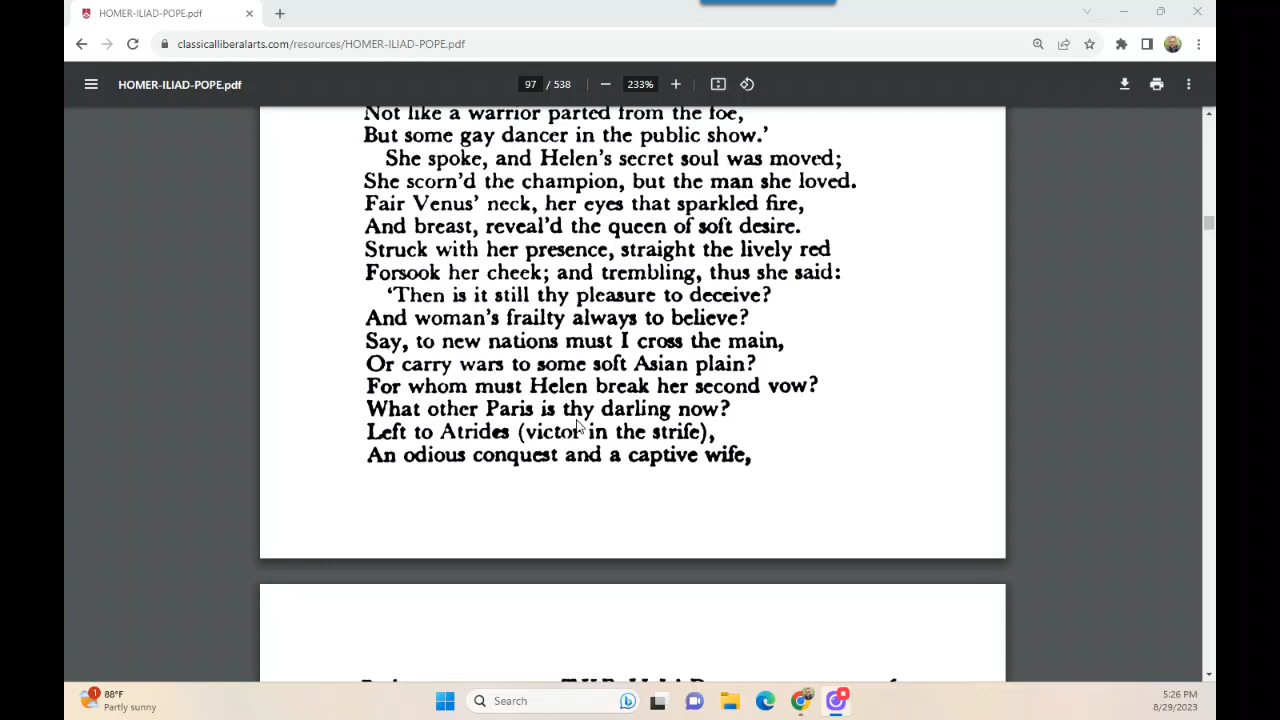 HOMER-ILIAD-POPE.pdf
classicalliberalarts.com/resources/HOMER-ILIAD-POPE.pdf
HOMER-ILIAD-POPE.pdf
97 / 538
233%
Not like a warrior parted from the foe,
But some gay dancer in the public show.'
She spoke, and Helen's secret soul was moved;
She scorn'd the champion, but the man she loved.
Fair Venus' neck, her eyes that sparkled fire,
And breast, reveal'd the queen of soft desire.
Struck with her presence, straight the lively red
Forsook her cheek; and trembling, thus she said:
'Then is it still thy pleasure to deceive?
And woman's frailty always to believe?
Say, to new nations must I cross the main,
Or carry wars to some soft Asian plain?
For whom must Helen break her second vow?
What other Paris is thy darling now?
Left to Atrides (victor in the strife),
An odious conquest and a captive wife,
1
88°F
Partly sunny
Search
5:26 PM
8/29/2023